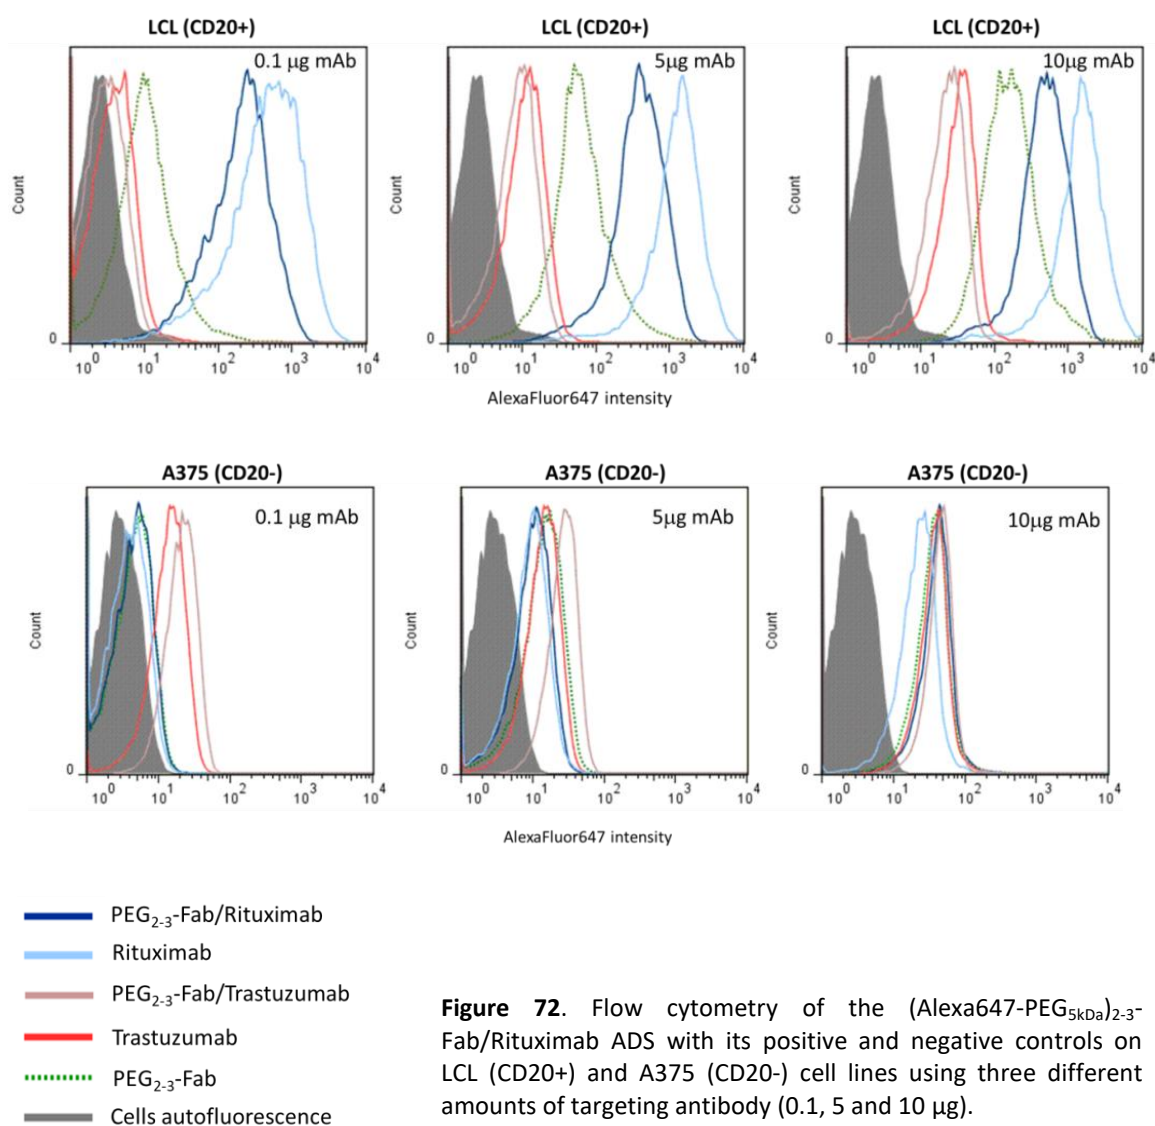 LCL (CD20+)
0.1 µg mAb
Count
0
10⁰ 10¹ 10² 10³ 10⁴
LCL (CD20+)
5µg mAb
Count
0
10⁰ 10¹ 10² 10³ 10⁴
LCL (CD20+)
10µg mAb
Count
0
10⁰ 10¹ 10² 10³ 10⁴
AlexaFluor647 intensity
A375 (CD20-)
0.1 µg mAb
Count
0
10⁰ 10¹ 10² 10³ 10⁴
A375 (CD20-)
5µg mAb
Count
0
10⁰ 10¹ 10² 10³ 10⁴
A375 (CD20-)
10µg mAb
Count
0
10⁰ 10¹ 10² 10³ 10⁴
AlexaFluor647 intensity
PEG₂₋₃-Fab/Rituximab
Rituximab
PEG₂₋₃-Fab/Trastuzumab
Trastuzumab
PEG₂₋₃-Fab
Cells autofluorescence
Figure 72. Flow cytometry of the (Alexa647-PEG5kDa)₂₋₃-
Fab/Rituximab ADS with its positive and negative controls on
LCL (CD20+) and A375 (CD20-) cell lines using three different
amounts of targeting antibody (0.1, 5 and 10 µg).